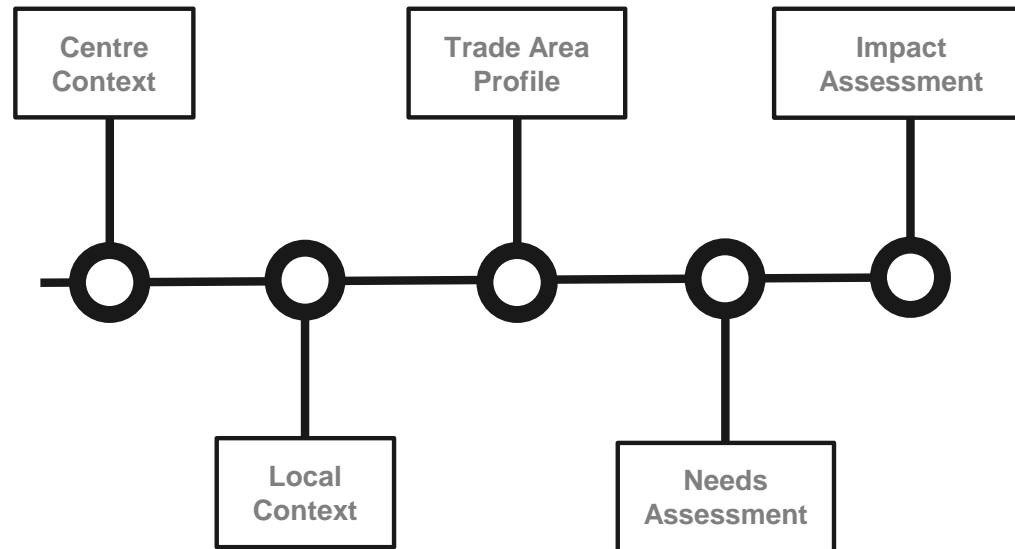 Centre
Context
Trade Area
Profile
Impact
Assessment
Local
Context
Needs
Assessment